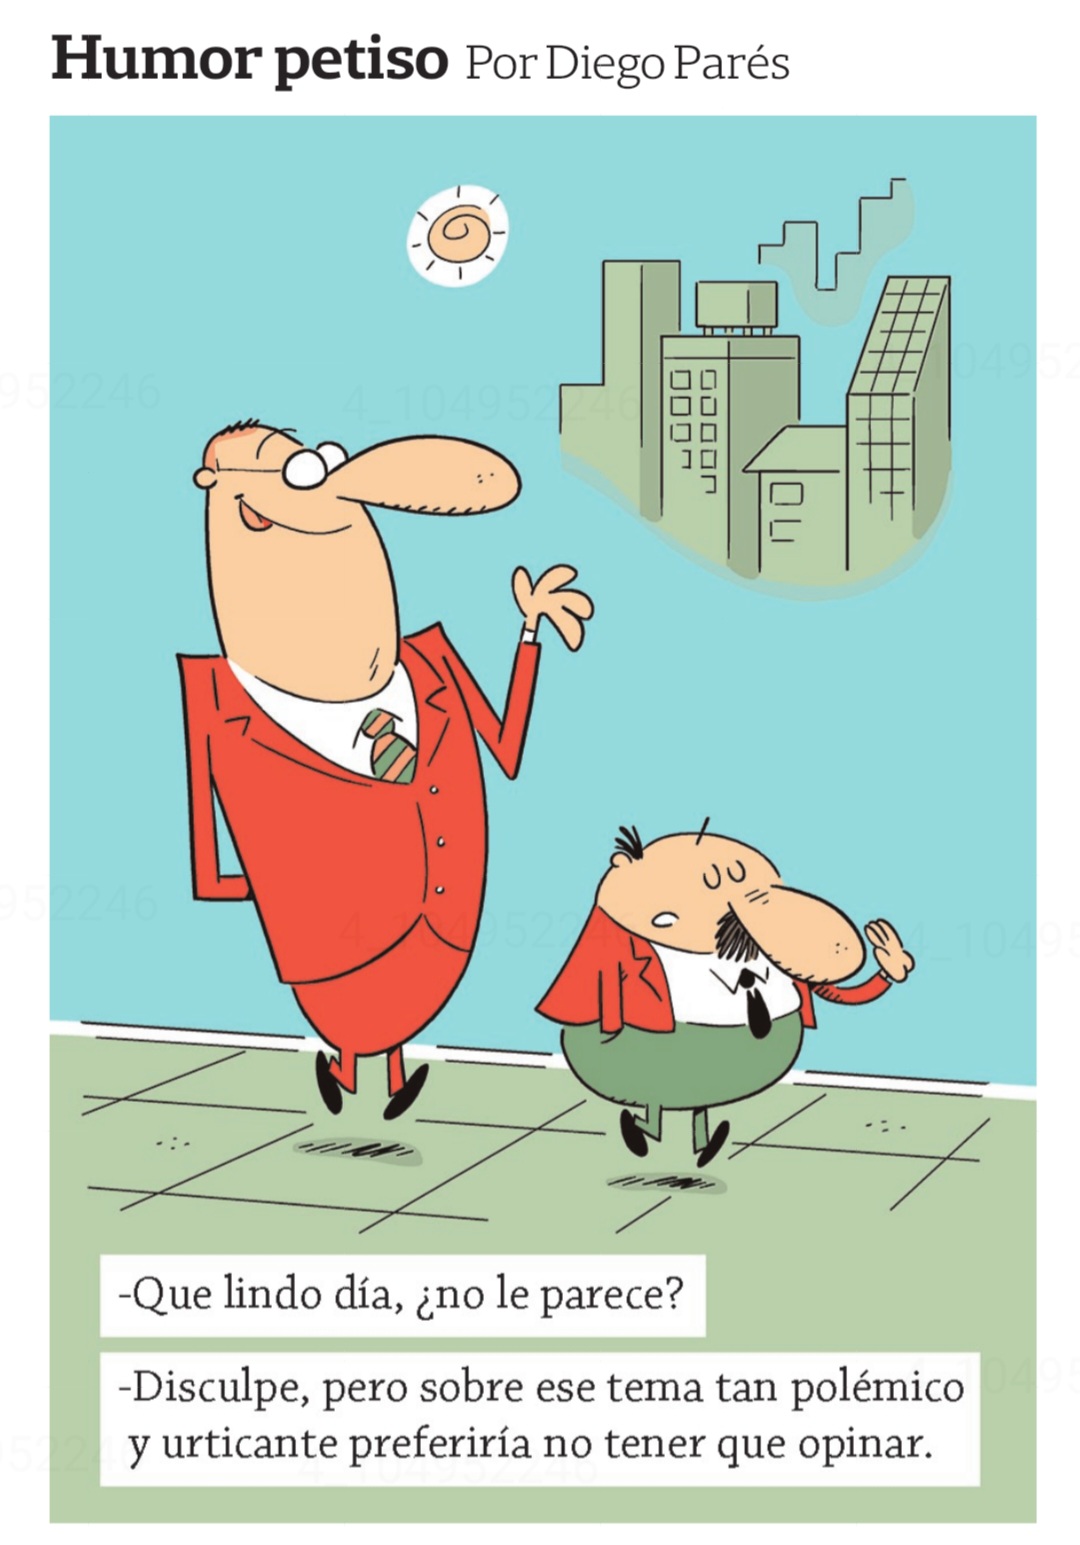 Humor petiso Por Diego Parés
-Que lindo día, ¿no le parece?
-Disculpe, pero sobre ese tema tan polémico
y urticante preferiría no tener que opinar.
4_104952246